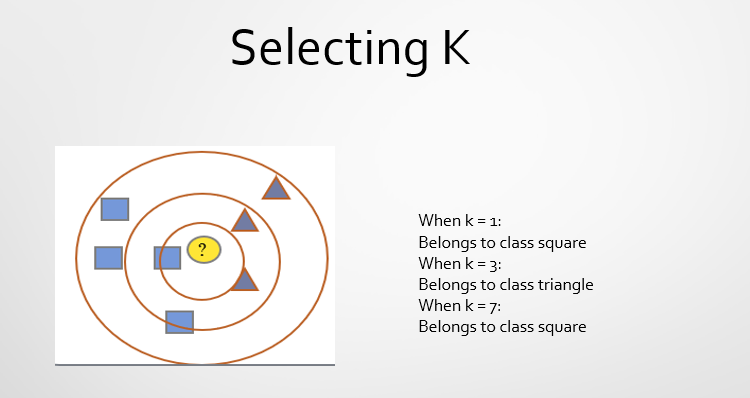 Selecting K
?
When k = 1:
Belongs to class square
When k = 3:
Belongs to class triangle
When k = 7:
Belongs to class square